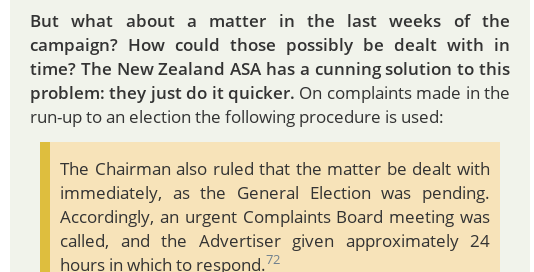 But what about a matter in the last weeks of the
campaign? How could those possibly be dealt with in
time? The New Zealand ASA has a cunning solution to this
problem: they just do it quicker. On complaints made in the
run-up to an election the following procedure is used:
The Chairman also ruled that the matter be dealt with
immediately, as the General Election was pending.
Accordingly, an urgent Complaints Board meeting was
called, and the Advertiser given approximately 24
hours in which to respond.72